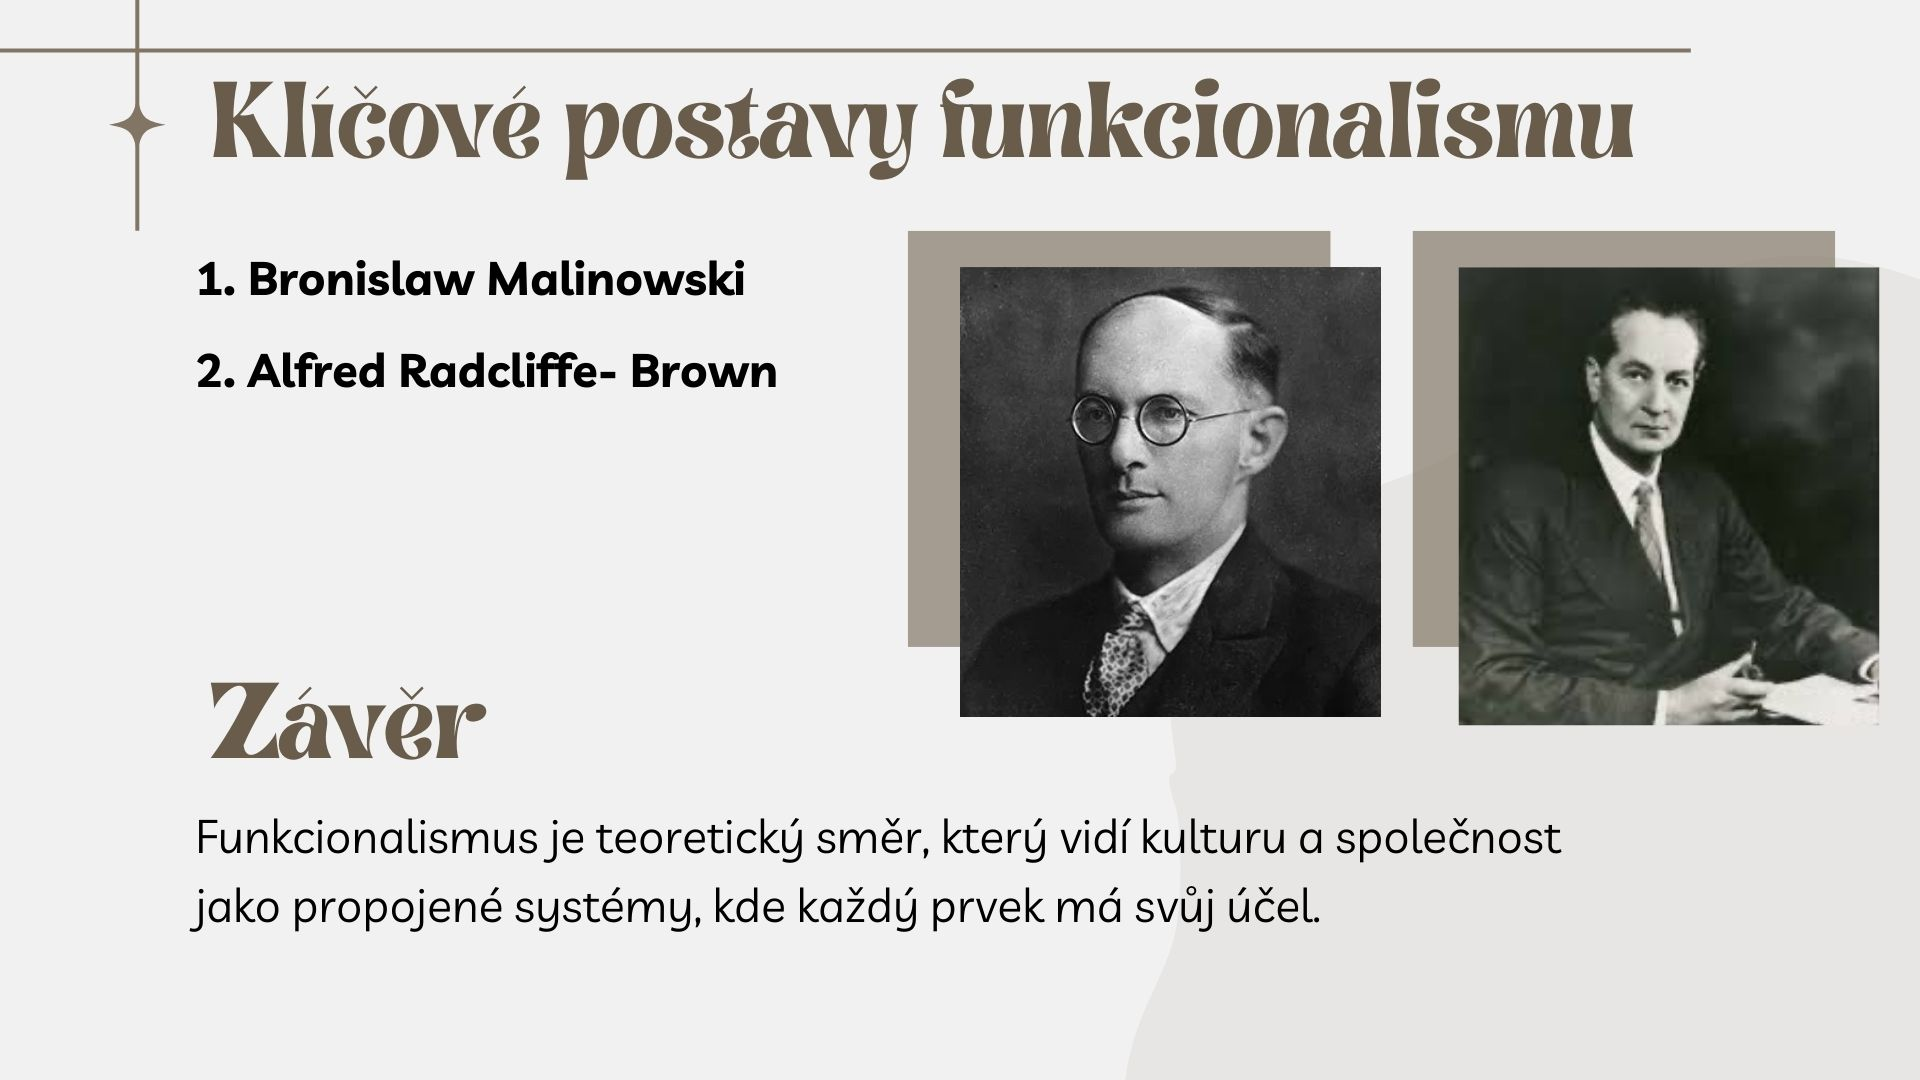 Klíčové postavy funkcionalismu
1. Bronislaw Malinowski
2. Alfred Radcliffe- Brown
Závěr
Funkcionalismus je teoretický směr, který vidí kulturu a společnost
jako propojené systémy, kde každý prvek má svůj účel.